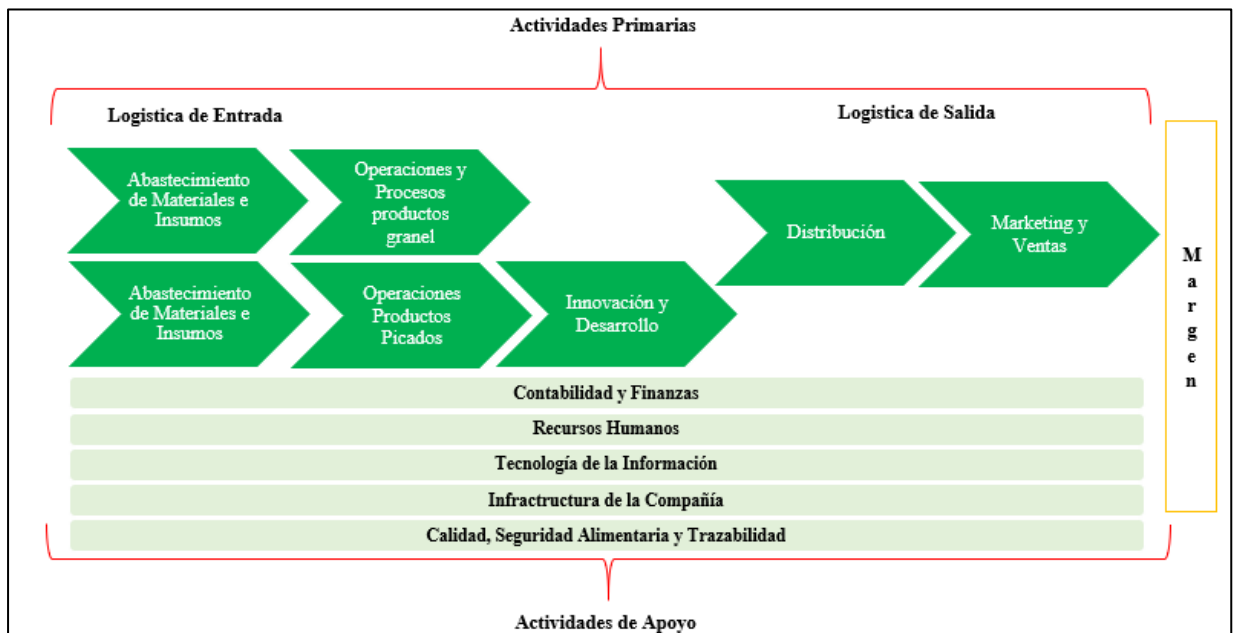 Actividades Primarias
Logistica de Entrada
Logistica de Salida
Abastecimiento
de Materiales e
Insumos
Operaciones y
Procesos
productos
granel
Distribución
Marketing y
Ventas
Abastecimiento
de Materiales e
Insumos
Operaciones
Productos
Picados
Innovación y
Desarrollo
Margen
Contabilidad y Finanzas
Recursos Humanos
Tecnología de la Información
Infractructura de la Compañía
Calidad, Seguridad Alimentaria y Trazabilidad
Actividades de Apoyo